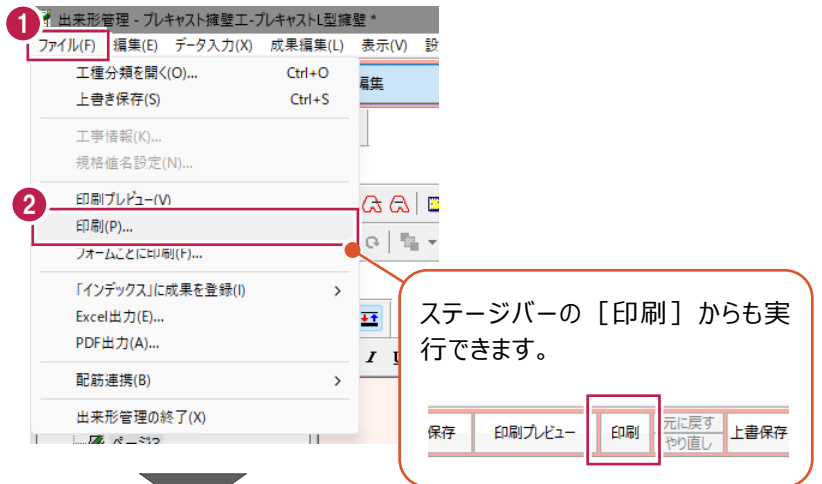 1
出来形管理 - プレキャスト擁壁工-プレキャストL型擁壁 *
ファイル(F) 編集(E) データ入力(X) 成果編集(L) 表示(V) 設
工種分類を開く(O)... Ctrl+O
上書き保存(S) Ctrl+S
編集
工事情報(K)...
規格値名設定(N)...
2
印刷プレビュー(V)
印刷(P)...
フォームごとに印刷(F)...
「インデックス」に成果を登録(I) >
Excel出力(E)...
PDF出力(A)...
配筋連携(B) >
出来形管理の終了(X)
I U
ステージバーの［印刷］からも実
行できます。
保存 印刷プレビュー 印刷 元に戻す やり直し 上書保存